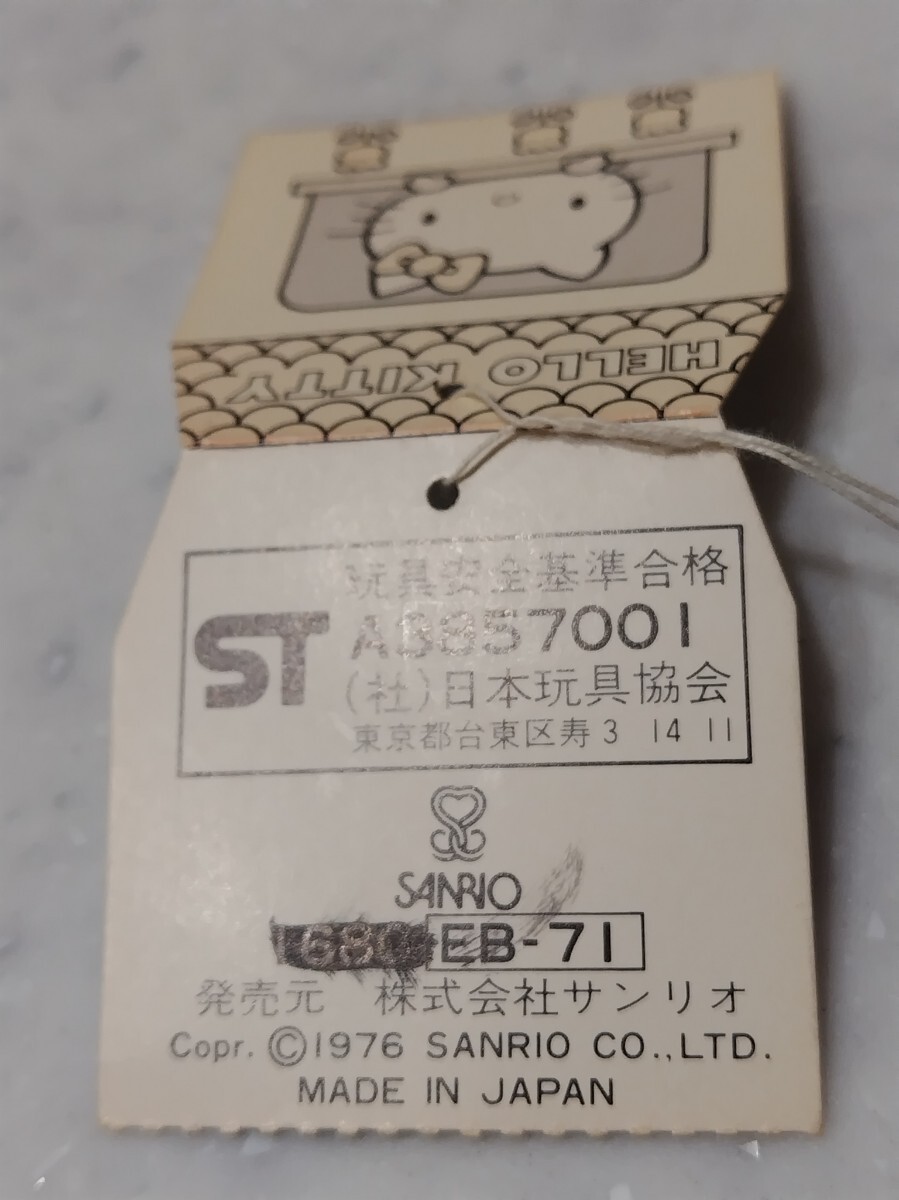 HELLO KITTY
玩具安全基準合格
ST
A3857001
(社)日本玩具協会
東京都台東区寿3 14 11
SANRIO
EB-71
発売元 株式会社サンリオ
Copr. ©1976 SANRIO CO.,LTD.
MADE IN JAPAN